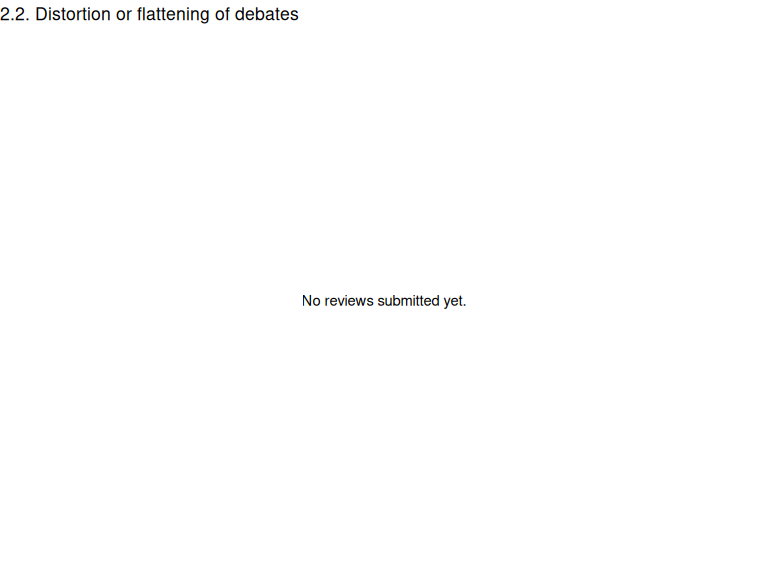 2.2. Distortion or flattening of debates
No reviews submitted yet.